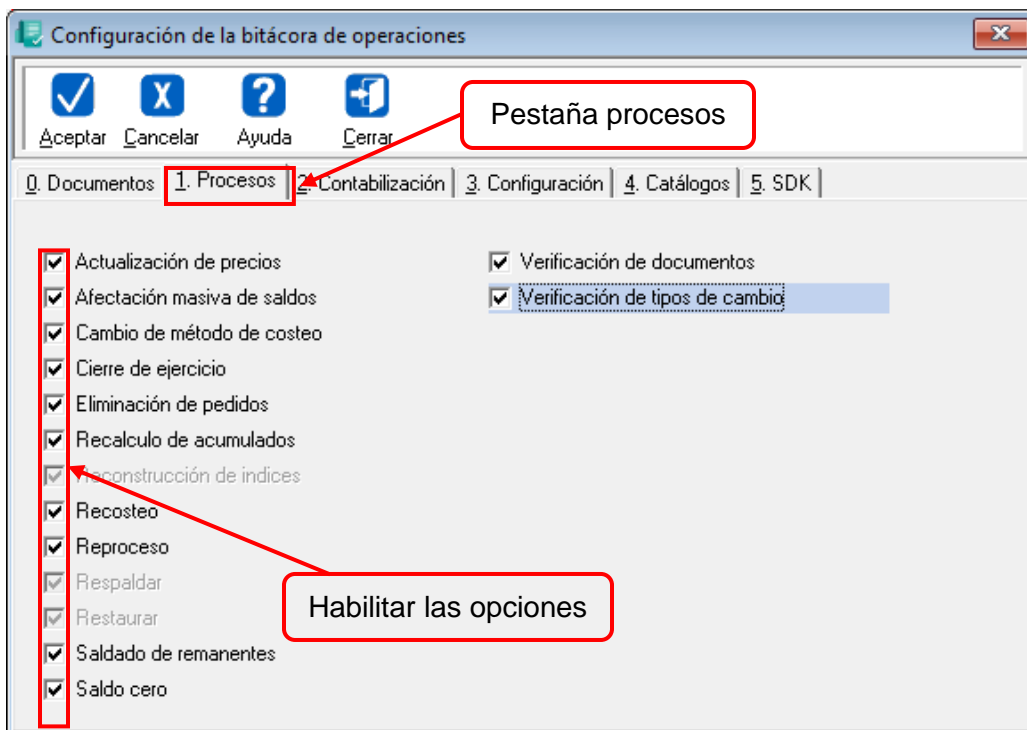 Configuración de la bitácora de operaciones
Aceptar Cancelar Ayuda Cerrar
Pestaña procesos
0. Documentos 1. Procesos 2. Contabilización 3. Configuración 4. Catálogos 5. SDK
Actualización de precios
Afectación masiva de saldos
Cambio de método de costeo
Cierre de ejercicio
Eliminación de pedidos
Recalculo de acumulados
Reconstrucción de indices
Recosteo
Reproceso
Respaldar
Restaurar
Saldado de remanentes
Saldo cero
Verificación de documentos
Verificación de tipos de cambio
Habilitar las opciones